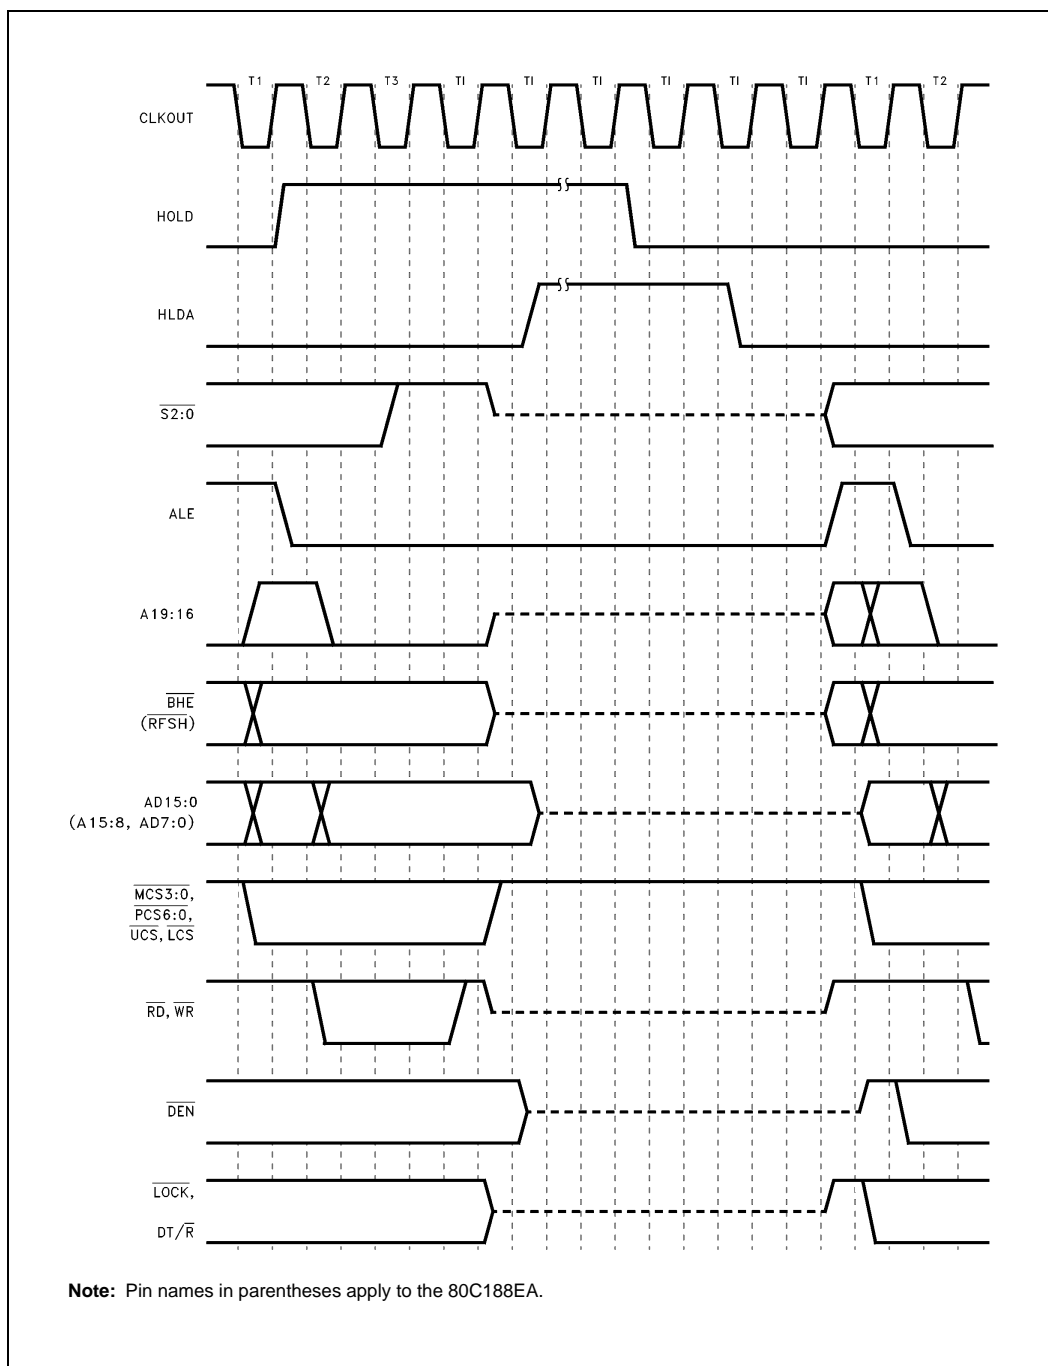 T1 T2 T3 TI TI TI TI TI TI T1 T2
CLKOUT
HOLD
HLDA
S2:0
ALE
A19:16
BHE
(RFSH)
AD15:0
(A15:8, AD7:0)
MCS3:0,
PCS6:0,
UCS, LCS
RD, WR
DEN
LOCK,
DT/R
Note: Pin names in parentheses apply to the 80C188EA.